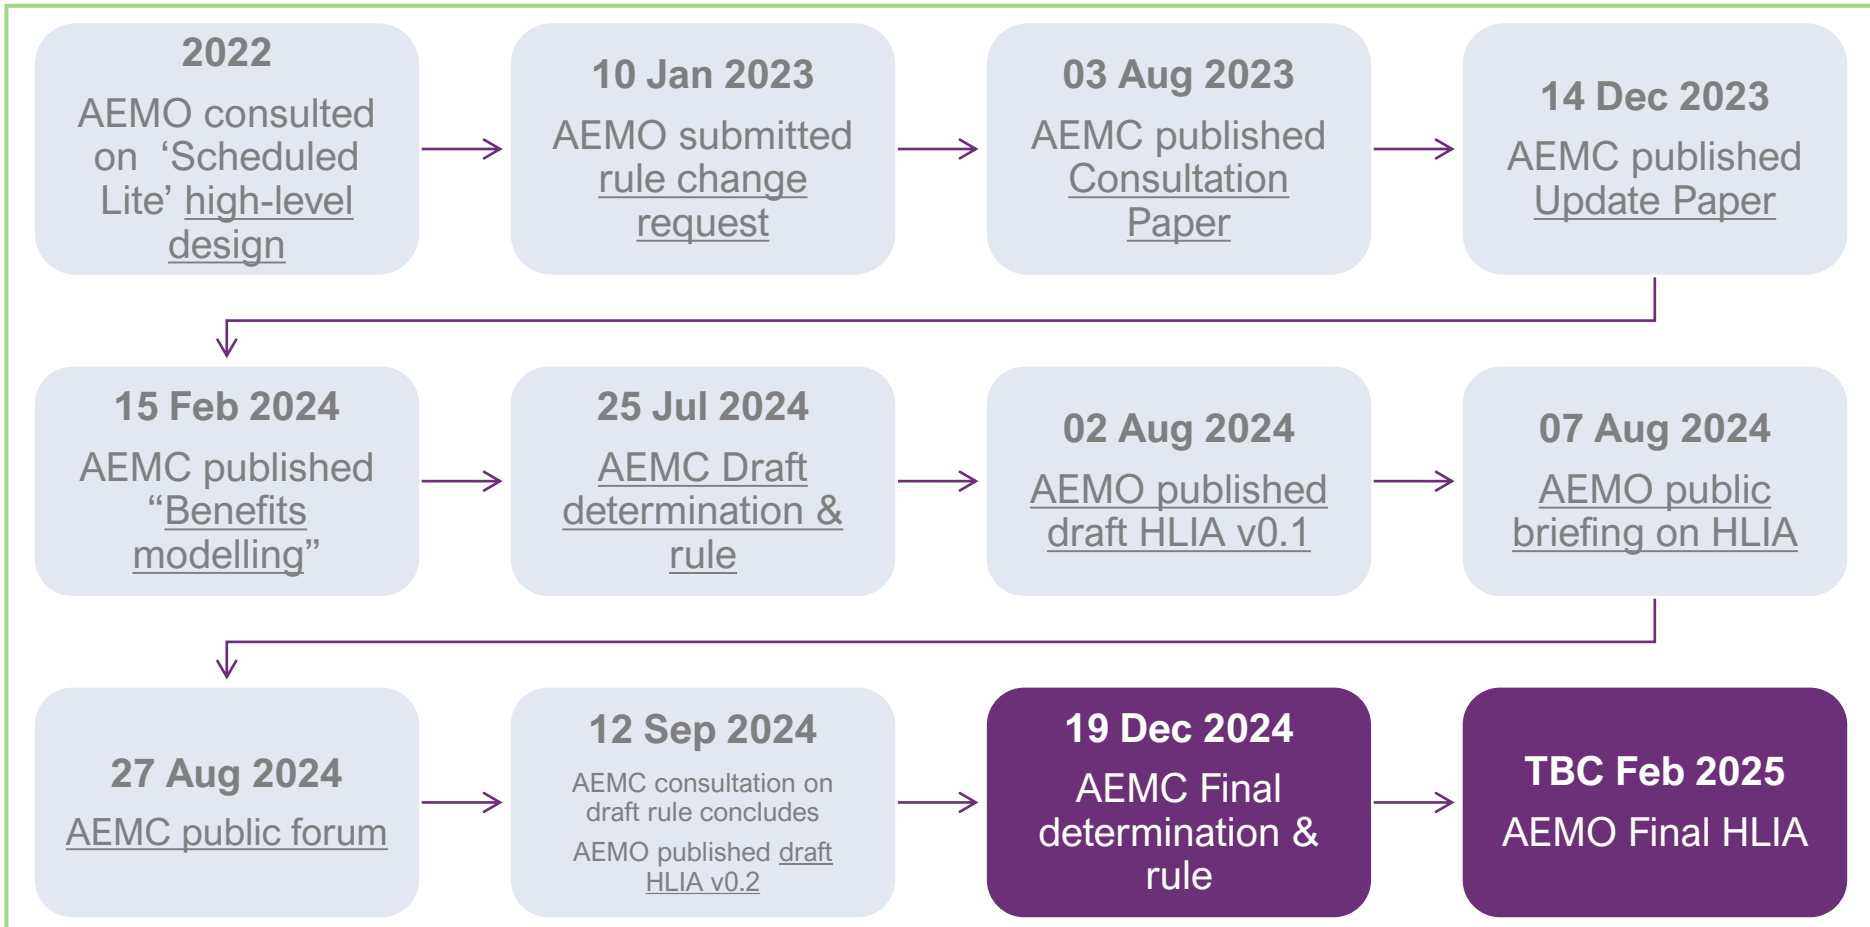 2022
AEMO consulted
on ‘Scheduled
Lite’ high-level
design
10 Jan 2023
AEMO submitted
rule change
request
03 Aug 2023
AEMC published
Consultation
Paper
14 Dec 2023
AEMC published
Update Paper
15 Feb 2024
AEMC published
“Benefits
modelling”
25 Jul 2024
AEMC Draft
determination &
rule
02 Aug 2024
AEMO published
draft HLIA v0.1
07 Aug 2024
AEMO public
briefing on HLIA
27 Aug 2024
AEMC public forum
12 Sep 2024
AEMC consultation on
draft rule concludes
AEMO published draft
HLIA v0.2
19 Dec 2024
AEMC Final
determination &
rule
TBC Feb 2025
AEMO Final HLIA